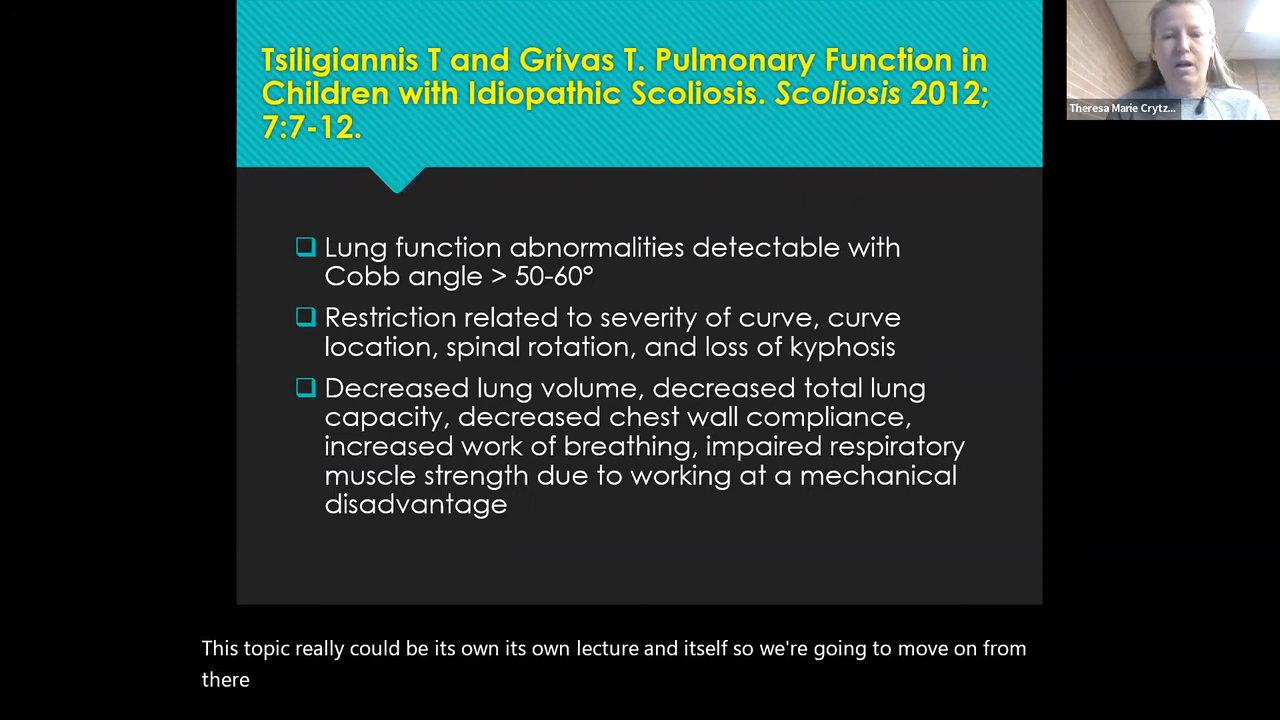 Tsiligiannis T and Grivas T. Pulmonary Function in
Children with Idiopathic Scoliosis. Scoliosis 2012;
7:7-12.
Theresa Marie Crytz...
Lung function abnormalities detectable with
Cobb angle > 50-60°
Restriction related to severity of curve, curve
location, spinal rotation, and loss of kyphosis
Decreased lung volume, decreased total lung
capacity, decreased chest wall compliance,
increased work of breathing, impaired respiratory
muscle strength due to working at a mechanical
disadvantage
This topic really could be its own its own lecture and itself so we're going to move on from
there